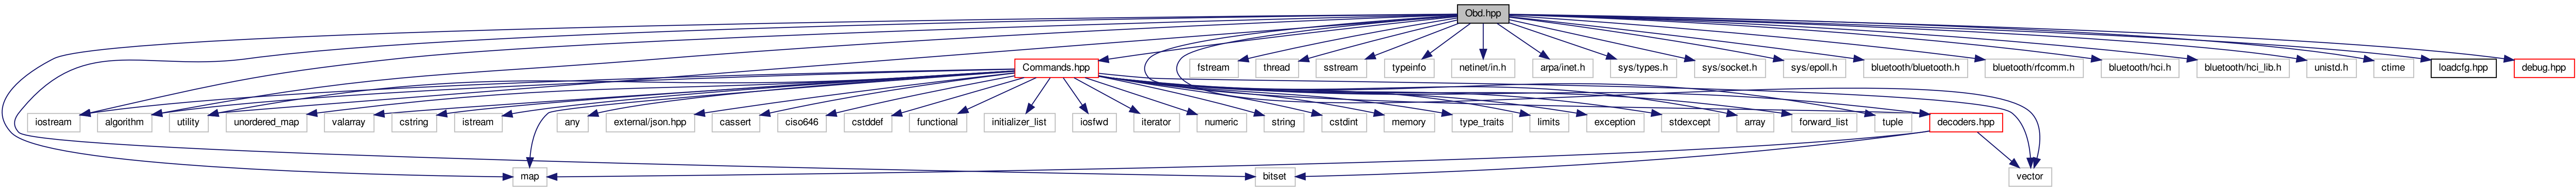 Obd.hpp
Commands.hpp
fstream
thread
sstream
typeinfo
netinet/in.h
arpa/inet.h
sys/types.h
sys/socket.h
sys/epoll.h
bluetooth/bluetooth.h
bluetooth/rfcomm.h
bluetooth/hci.h
bluetooth/hci_lib.h
unistd.h
ctime
loadcfg.hpp
debug.hpp
iostream
algorithm
utility
unordered_map
valarray
cstring
istream
any
external/json.hpp
cassert
ciso646
cstddef
functional
initializer_list
iosfwd
iterator
numeric
string
cstdint
memory
type_traits
limits
exception
stdexcept
array
forward_list
tuple
decoders.hpp
map
bitset
vector